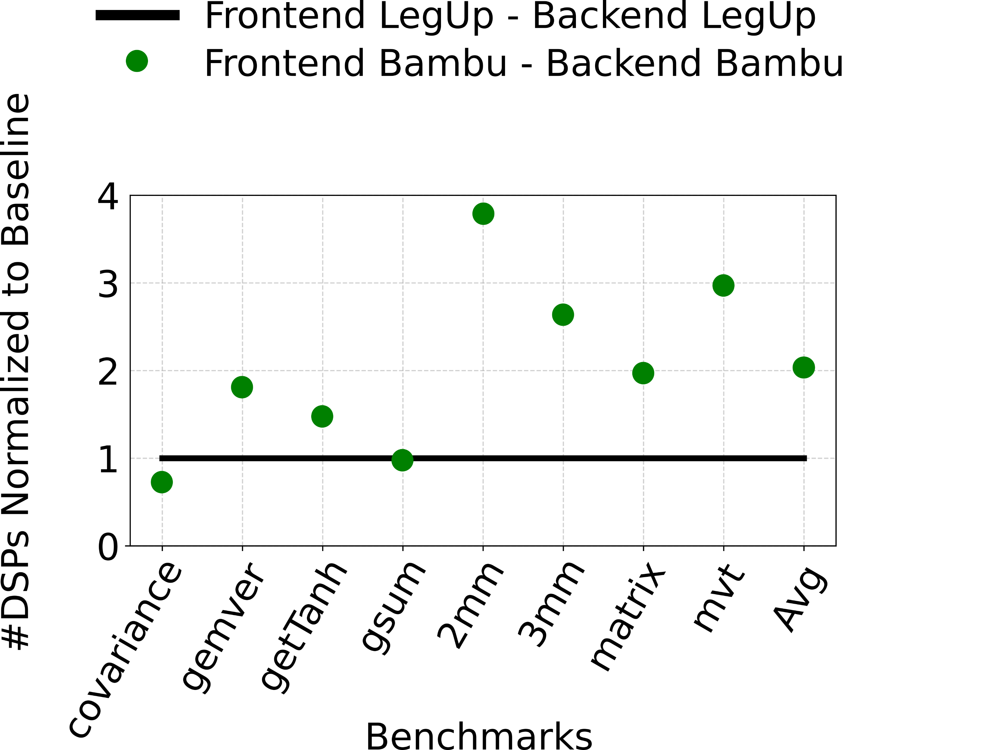 Frontend LegUp - Backend LegUp
Frontend Bambu - Backend Bambu
#DSPs Normalized to Baseline
4
3
2
1
0
covariance
gemver
getTanh
gsum
2mm
3mm
matrix
mvt
Avg
Benchmarks